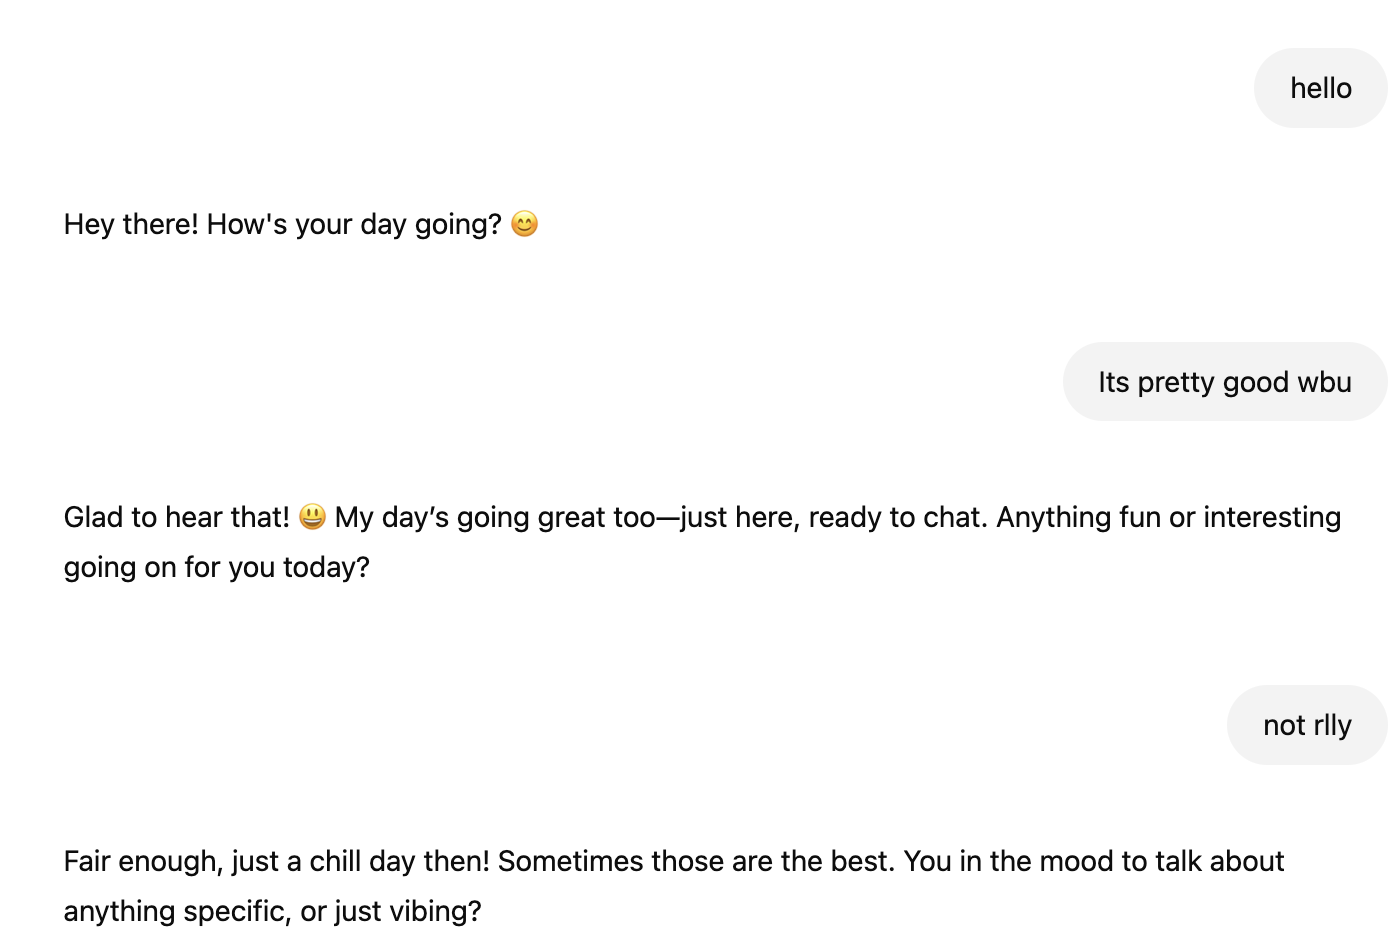 hello
Hey there! How's your day going? 😊
Its pretty good wbu
Glad to hear that! 😃 My day’s going great too—just here, ready to chat. Anything fun or interesting
going on for you today?
not rlly
Fair enough, just a chill day then! Sometimes those are the best. You in the mood to talk about
anything specific, or just vibing?